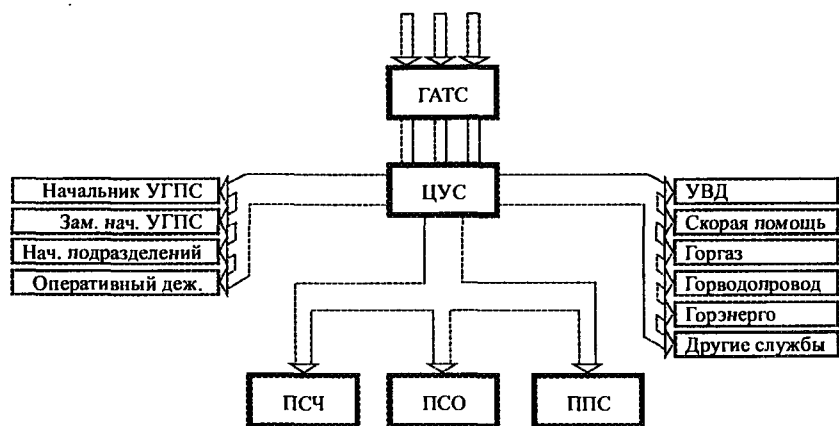 ГАТС
ЦУС
Начальник УГПС
Зам. нач. УГПС
Нач. подразделений
Оперативный деж.
УВД
Скорая помощь
Горгаз
Горводопровод
Горэнерго
Другие службы
ПСЧ
ПСО
ППС